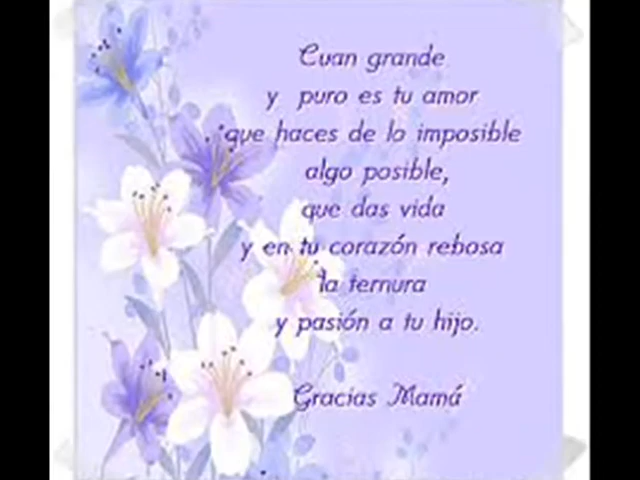 Cuan grande
y puro es tu amor
que haces de lo imposible
algo posible,
que das vida
y en tu corazón rebosa
la ternura
y pasión a tu hijo.
Gracias Mamá